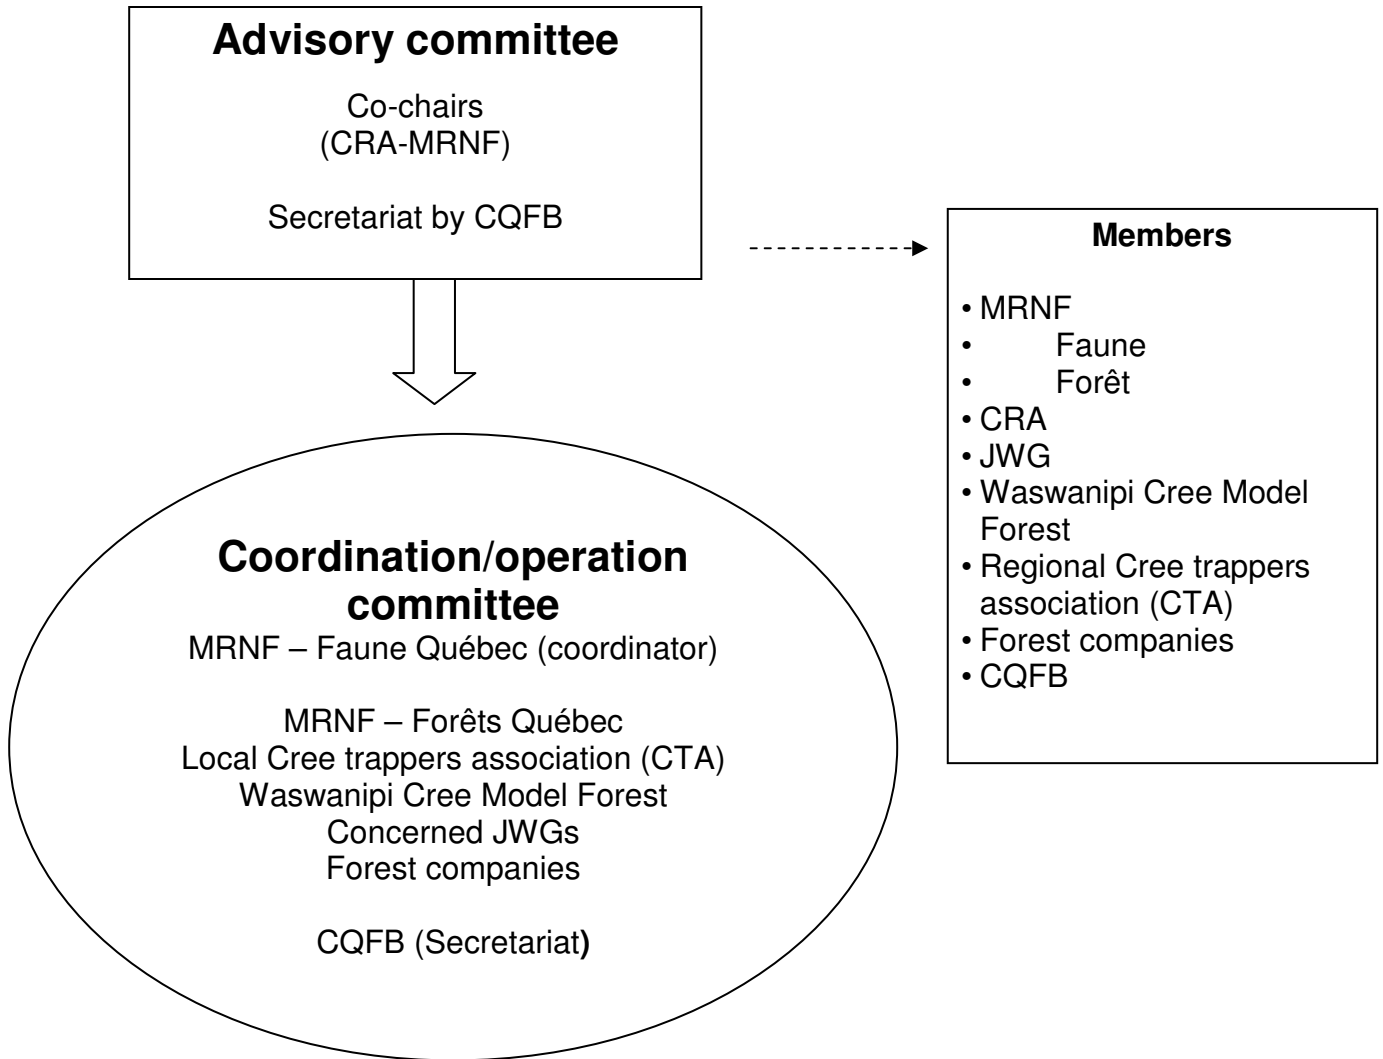 Advisory committee
Co-chairs
(CRA-MRNF)
Secretariat by CQFB
Members
• MRNF
• Faune
• Forêt
• CRA
• JWG
• Waswanipi Cree Model
Forest
• Regional Cree trappers
association (CTA)
• Forest companies
• CQFB
Coordination/operation
committee
MRNF – Faune Québec (coordinator)
MRNF – Forêts Québec
Local Cree trappers association (CTA)
Waswanipi Cree Model Forest
Concerned JWGs
Forest companies
CQFB (Secretariat)